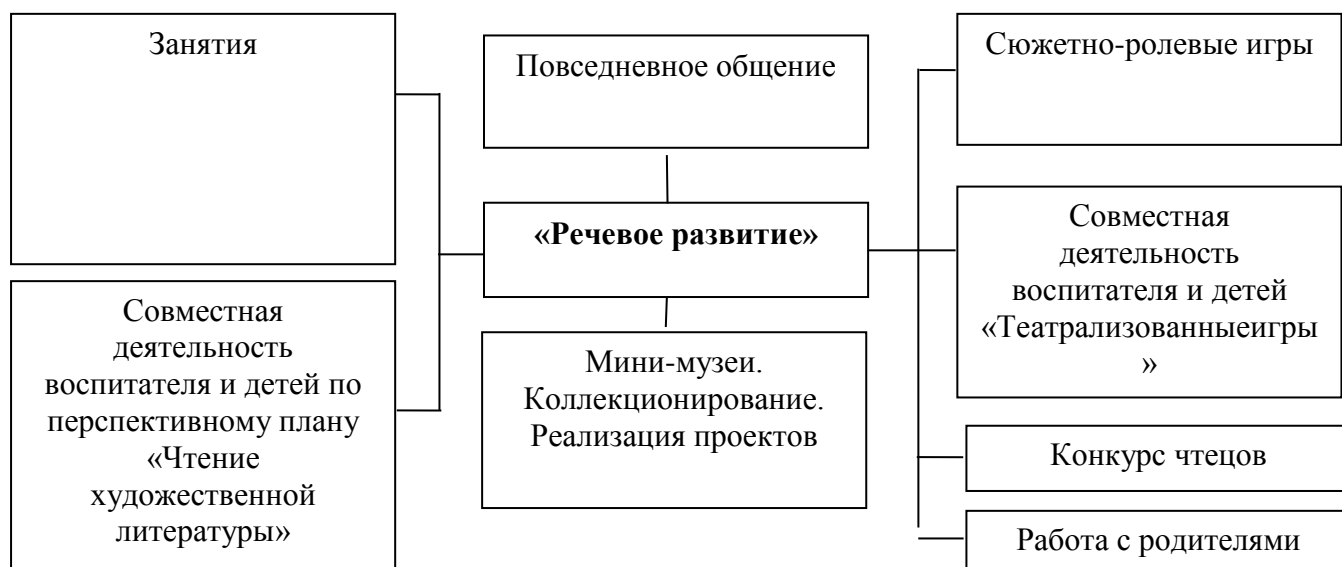 Занятия
Совместная
деятельность
воспитателя и детей по
перспективному плану
«Чтение
художественной
литературы»
Повседневное общение
«Речевое развитие»
Мини-музеи.
Коллекционирование.
Реализация проектов
Сюжетно-ролевые игры
Совместная
деятельность
воспитателя и детей
«Театрализованныеигры
»
Конкурс чтецов
Работа с родителями